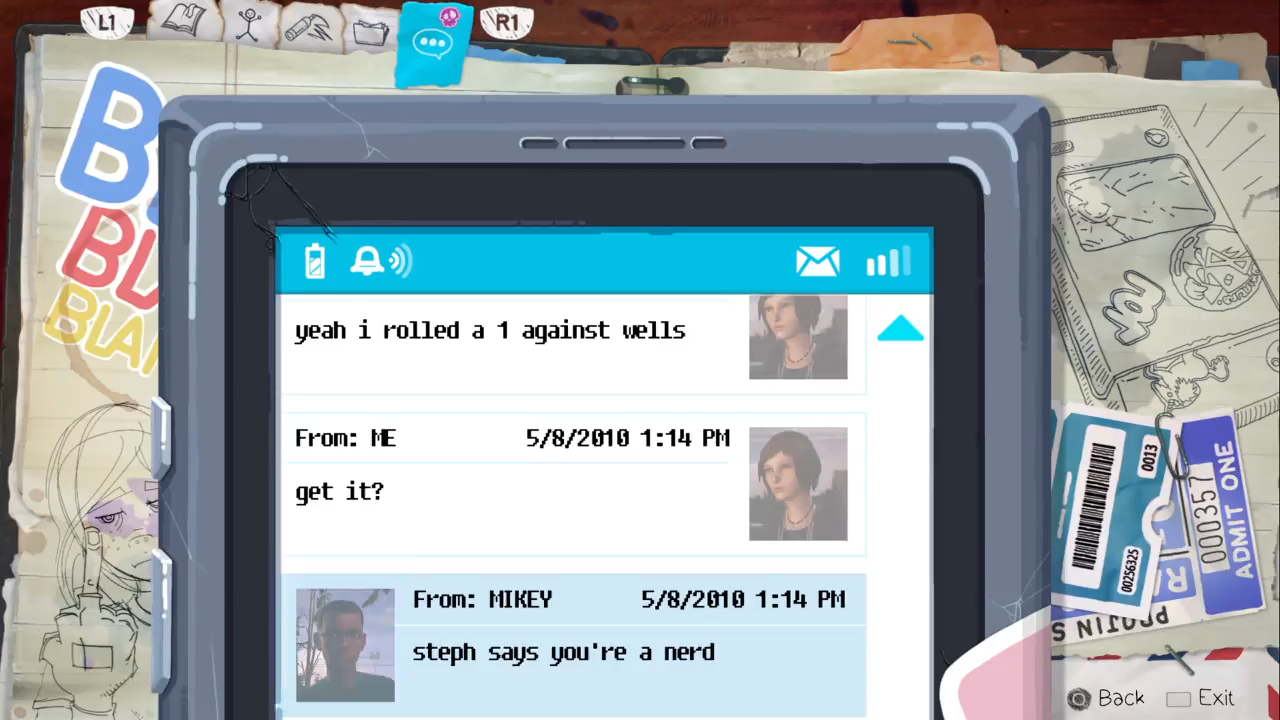 L1
R1
yeah i rolled a 1 against wells
From: ME 5/8/2010 1:14 PM
get it?
From: MIKEY 5/8/2010 1:14 PM
steph says you're a nerd
0013
00256325
000357
ADMIT ONE
Back
Exit